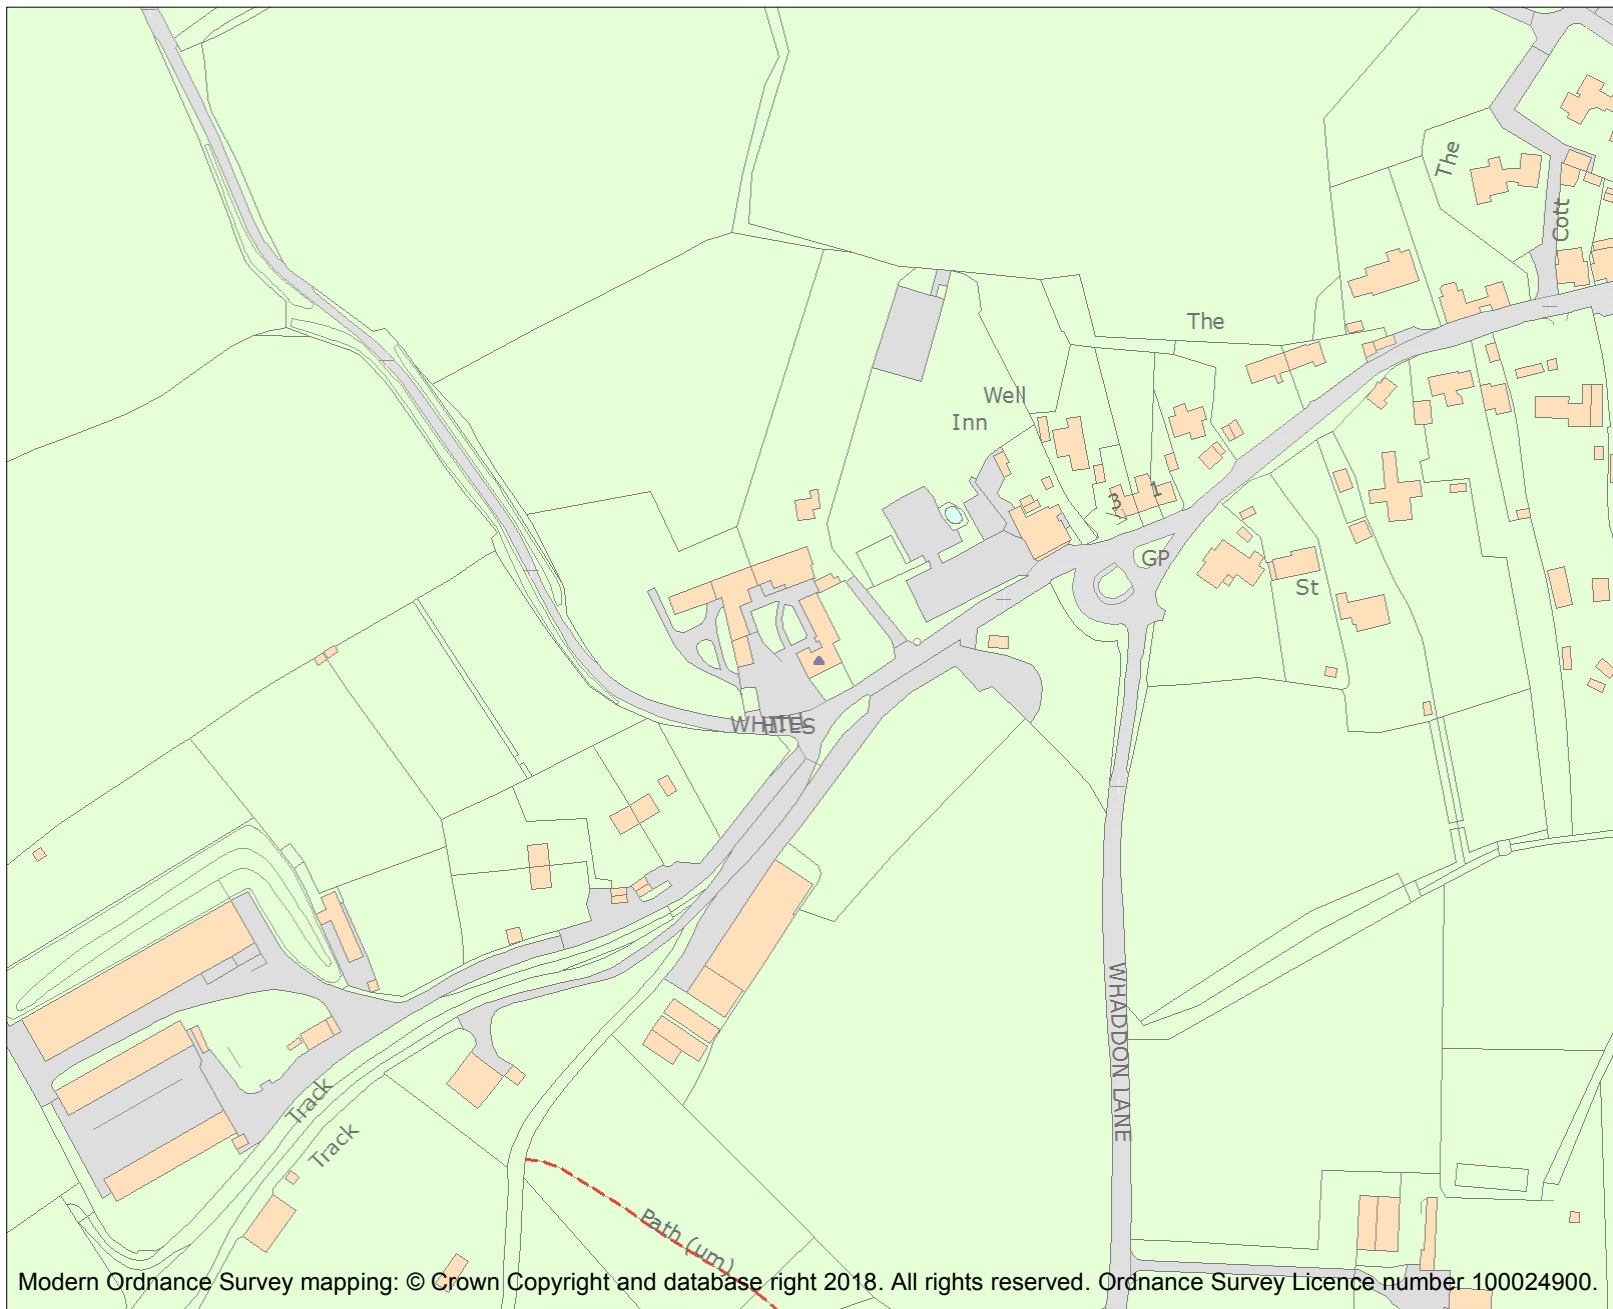 The
Cott
The
Well
Inn
3
1
GP
St
WHADDON LANE
Track
Track
Path (um)
Modern Ordnance Survey mapping: © Crown Copyright and database right 2018. All rights reserved. Ordnance Survey Licence number 100024900.